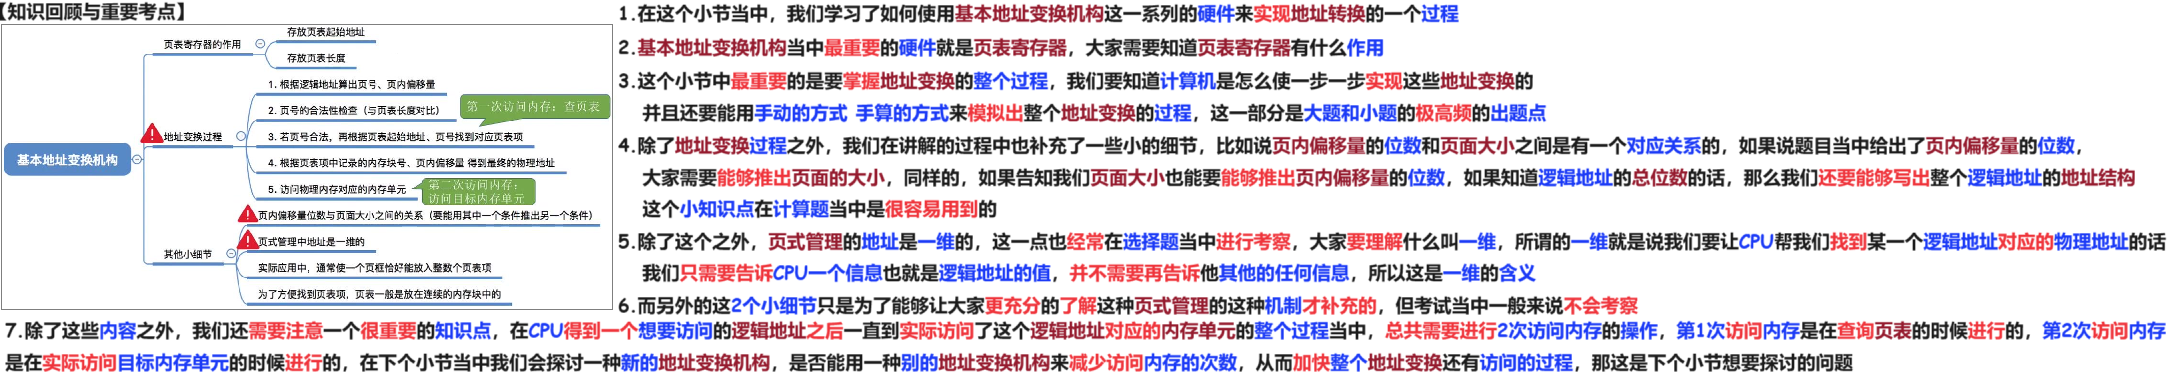 【知识回顾与重要考点】
基本地址变换机构
页表寄存器的作用
存放页表起始地址
存放页表长度
地址变换过程
1. 根据逻辑地址算出页号、页内偏移量
2. 页号的合法性检查（与页表长度对比）
第一次访问内存：查页表
3. 若页号合法，再根据页表起始地址、页号找到对应页表项
4. 根据页表项中记录的内存块号、页内偏移量 得到最终的物理地址
5. 访问物理内存对应的内存单元
第二次访问内存：
访问目标内存单元
其他小细节
页内偏移量位数与页面大小之间的关系（要能用其中一个条件推出另一个条件）
页式管理中地址是一维的
实际应用中，通常使一个页框恰好能放入整数个页表项
为了方便找到页表项，页表一般是放在连续的内存块中的
1.在这个小节当中，我们学习了如何使用基本地址变换机构这一系列的硬件来实现地址转换的一个过程
2.基本地址变换机构当中最重要的硬件就是页表寄存器，大家需要知道页表寄存器有什么作用
3.这个小节中最重要的是要掌握地址变换的整个过程，我们要知道计算机是怎么使一步一步实现这些地址变换的
并且还要能用手动的方式 手算的方式来模拟出整个地址变换的过程，这一部分是大题和小题的极高频的出题点
4.除了地址变换过程之外，我们在讲解的过程中也补充了一些小的细节，比如说页内偏移量的位数和页面大小之间是有一个对应关系的，如果说题目当中给出了页内偏移量的位数，
大家需要能够推出页面的大小，同样的，如果告知我们页面大小也能要能够推出页内偏移量的位数，如果知道逻辑地址的总位数的话，那么我们还要能够写出整个逻辑地址的地址结构
这个小知识点在计算题当中是很容易用到的
5.除了这个之外，页式管理的地址是一维的，这一点也经常在选择题当中进行考察，大家要理解什么叫一维，所谓的一维就是说我们要让CPU帮我们找到某一个逻辑地址对应的物理地址的话
我们只需要告诉CPU一个信息也就是逻辑地址的值，并不需要再告诉他其他的任何信息，所以这是一维的含义
6.而另外的这2个小细节只是为了能够让大家更充分的了解这种页式管理的这种机制才补充的，但考试当中一般来说不会考察
7.除了这些内容之外，我们还需要注意一个很重要的知识点，在CPU得到一个想要访问的逻辑地址之后一直到实际访问了这个逻辑地址对应的内存单元的整个过程当中，总共需要进行2次访问内存的操作，第1次访问内存是在查询页表的时候进行的，第2次访问内存
是在实际访问目标内存单元的时候进行的，在下个小节当中我们会探讨一种新的地址变换机构，是否能用一种别的地址变换机构来减少访问内存的次数，从而加快整个地址变换还有访问的过程，那这是下个小节想要探讨的问题